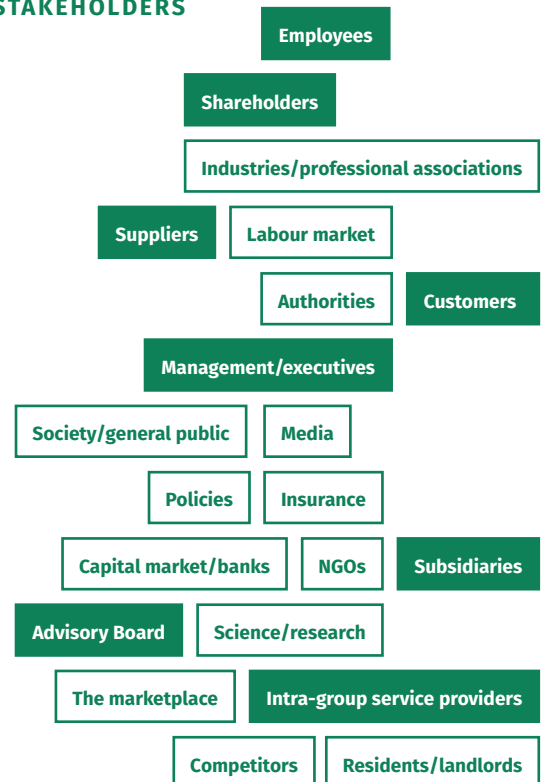 STAKEHOLDERS
Employees
Shareholders
Industries/professional associations
Suppliers Labour market
Authorities Customers
Management/executives
Society/general public Media
Policies Insurance
Capital market/banks NGOs Subsidiaries
Advisory Board Science/research
The marketplace Intra-group service providers
Competitors Residents/landlords